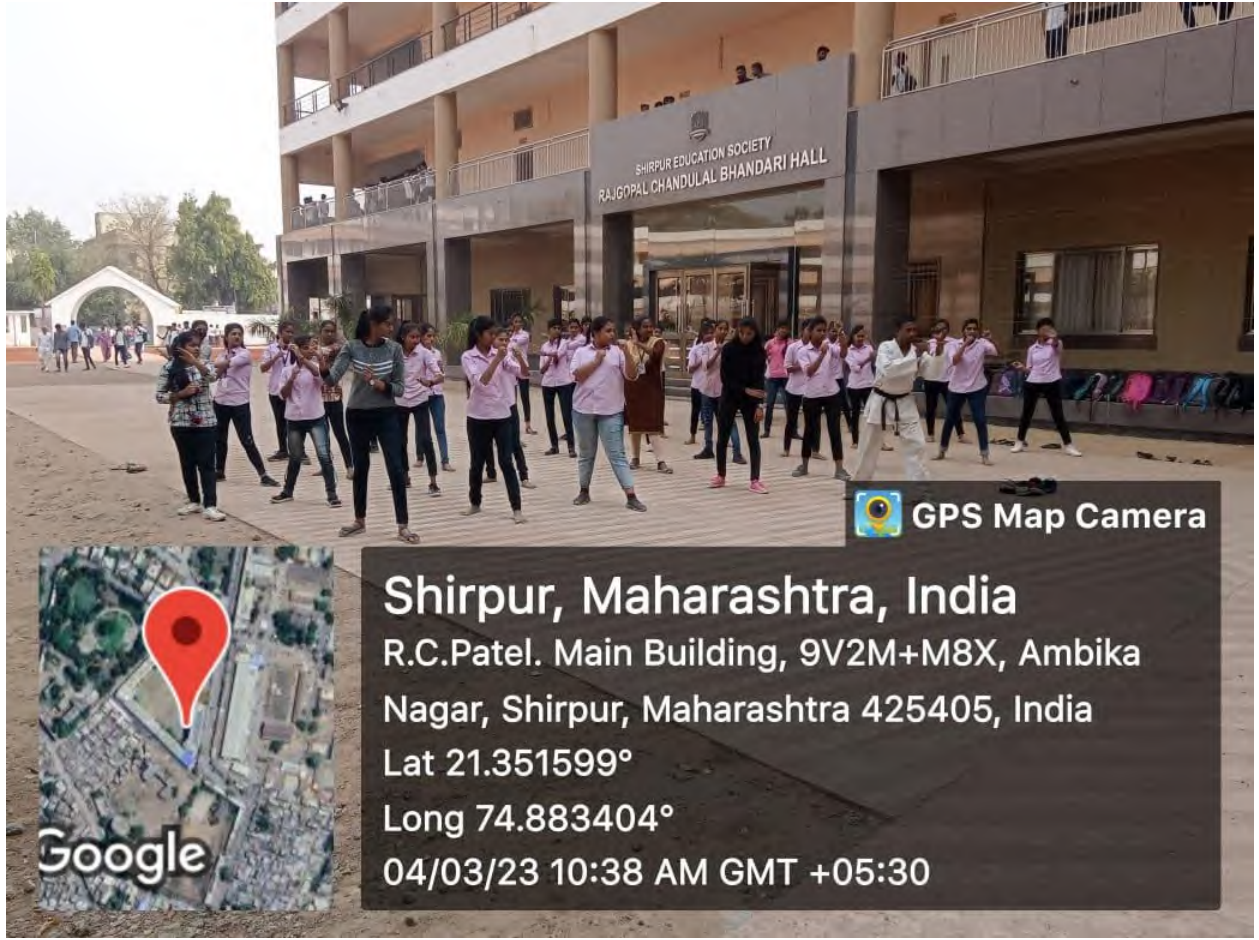 SHIRPUR EDUCATION SOCIETY
RAJGOPAL CHANDULAL BHANDARI HALL
GPS Map Camera
Shirpur, Maharashtra, India
R.C.Patel. Main Building, 9V2M+M8X, Ambika
Nagar, Shirpur, Maharashtra 425405, India
Lat 21.351599°
Long 74.883404°
04/03/23 10:38 AM GMT +05:30
Google